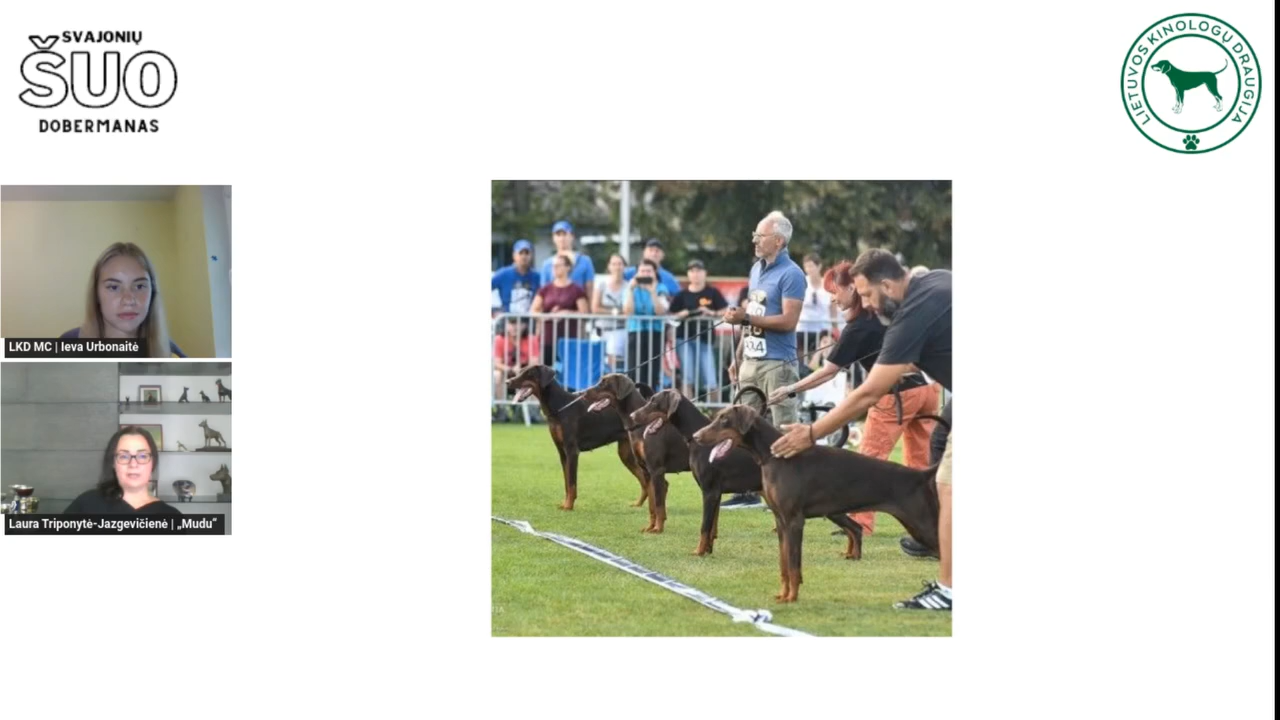 SVAJONIŲ
ŠUO
DOBERMANAS
LIETUVOS KINOLOGŲ DRAUGIJA
LKD MC | Ieva Urbonaitė
Laura Triponytė-Jazgevičienė | „Mudu“